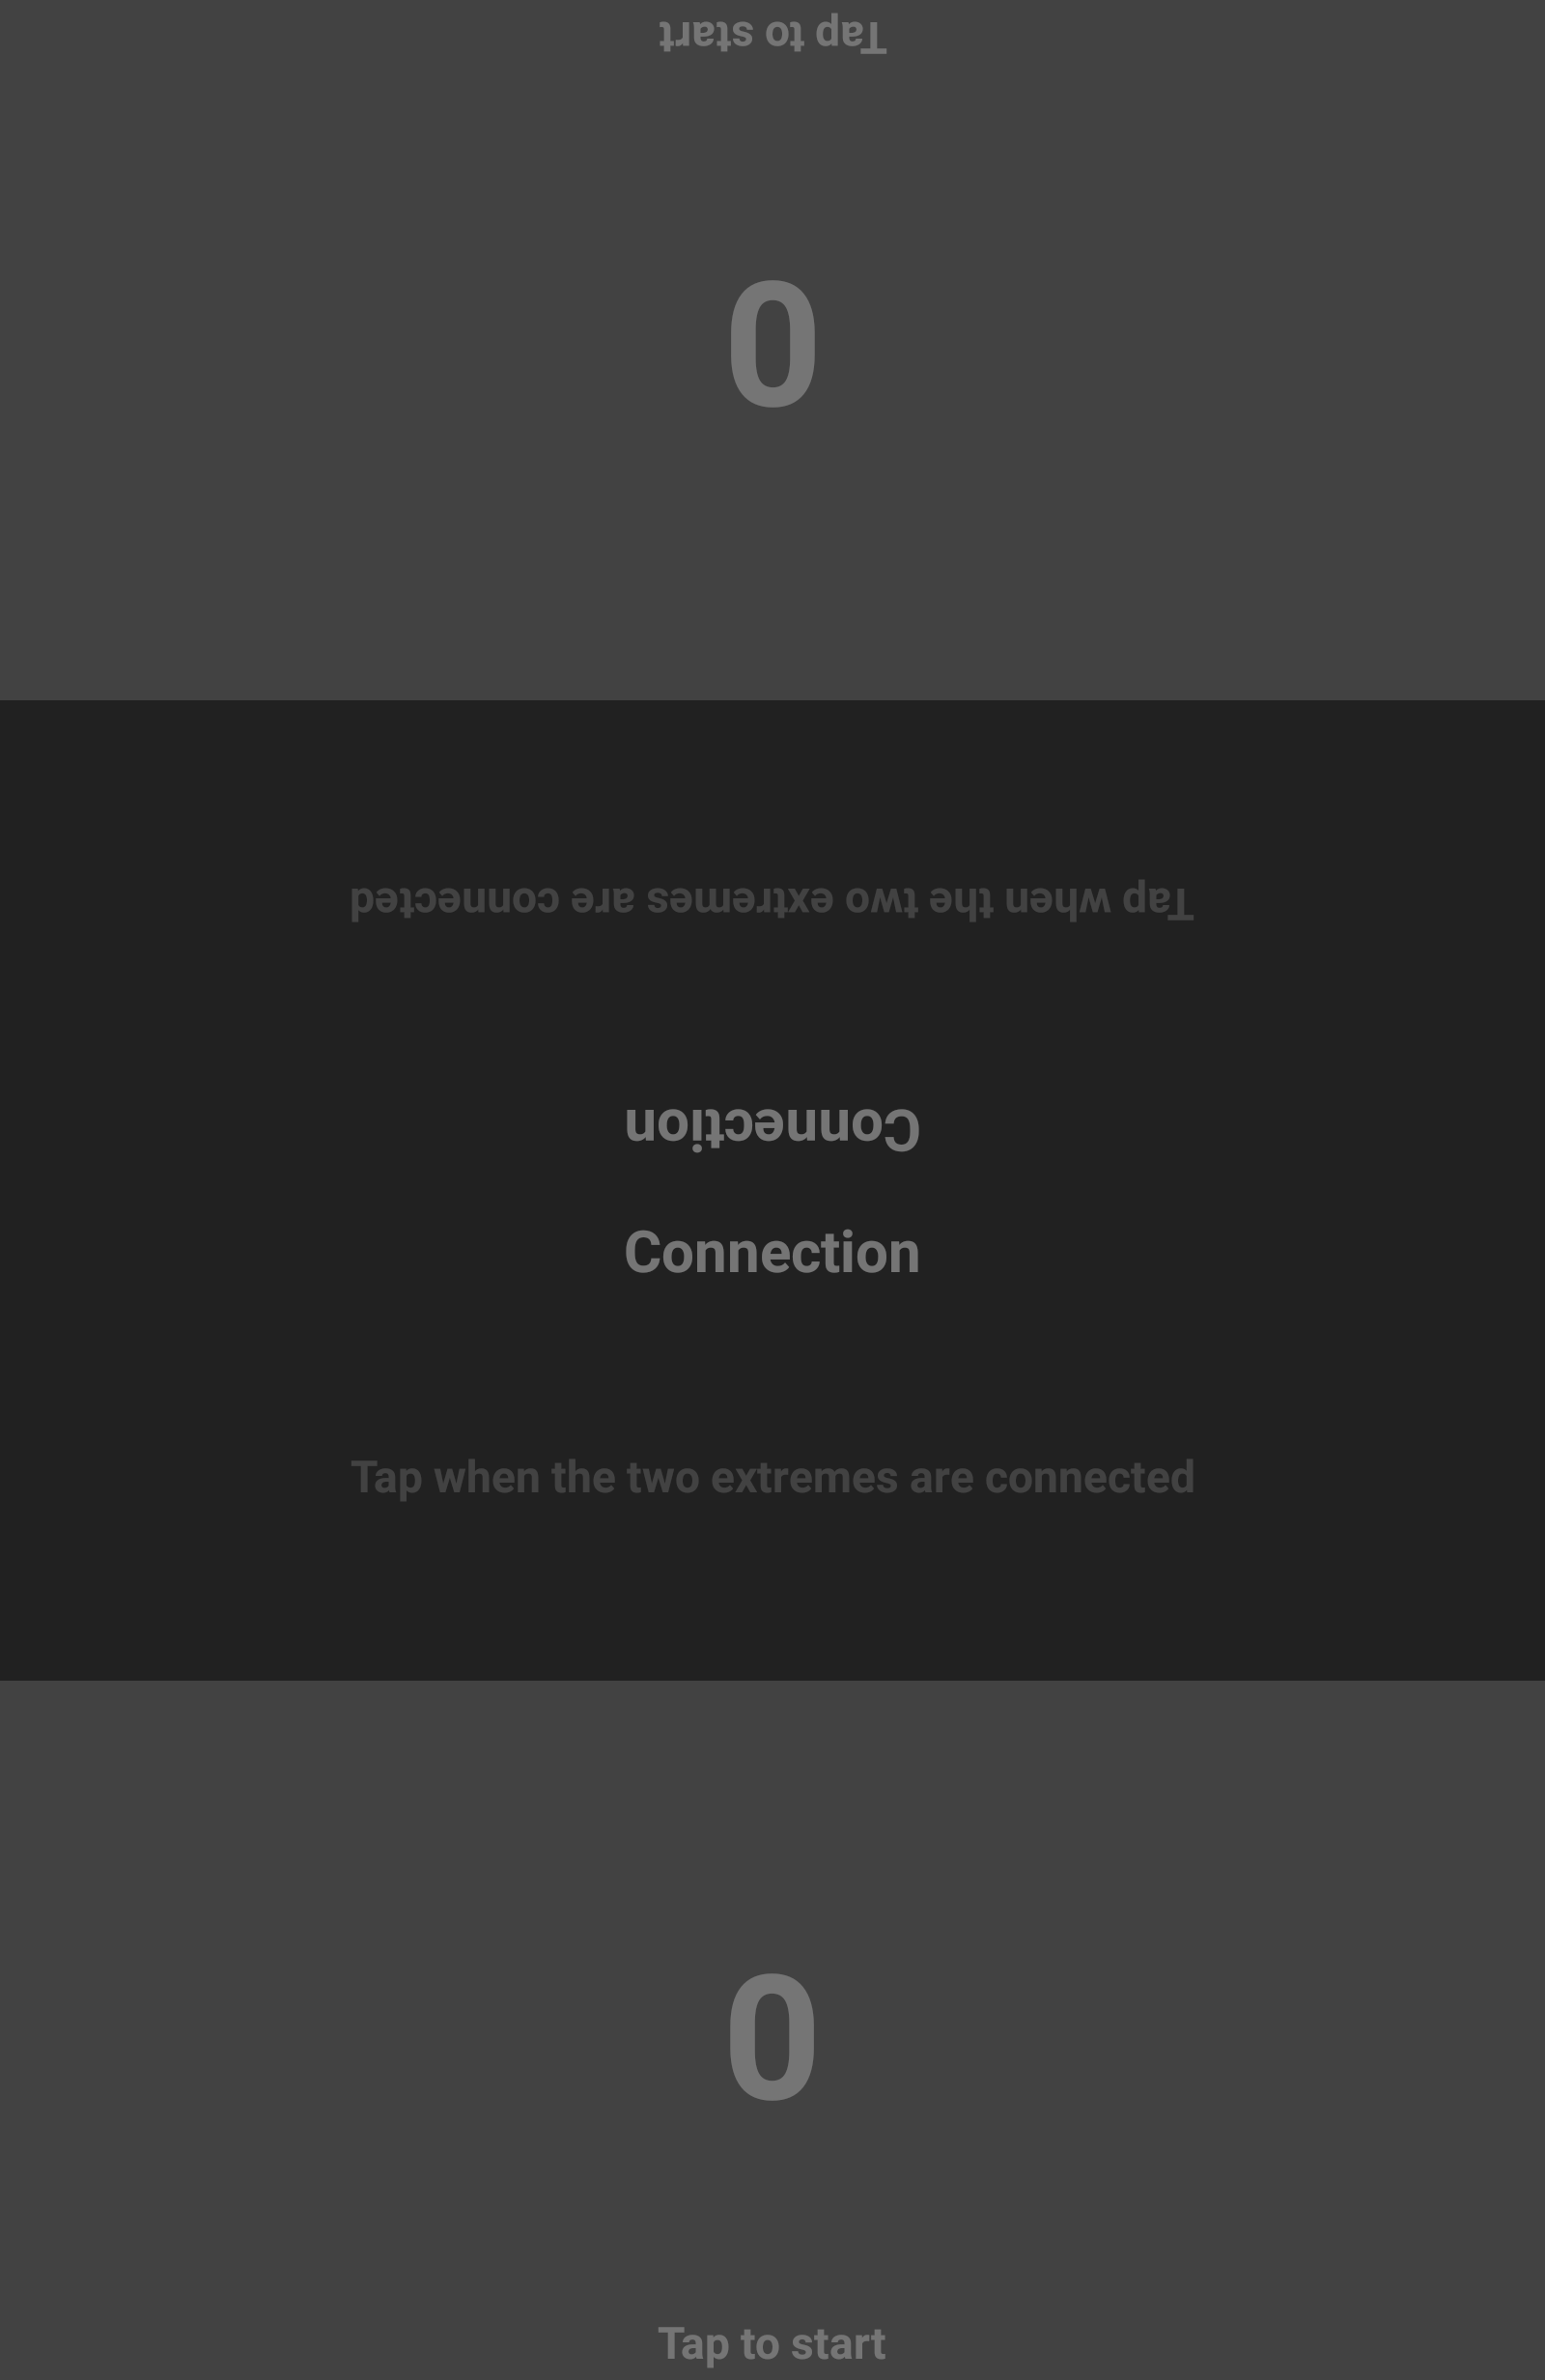 Tap to start
0
Tap when the two extremes are connected
Connection
Connection
Tap when the two extremes are connected
0
Tap to start